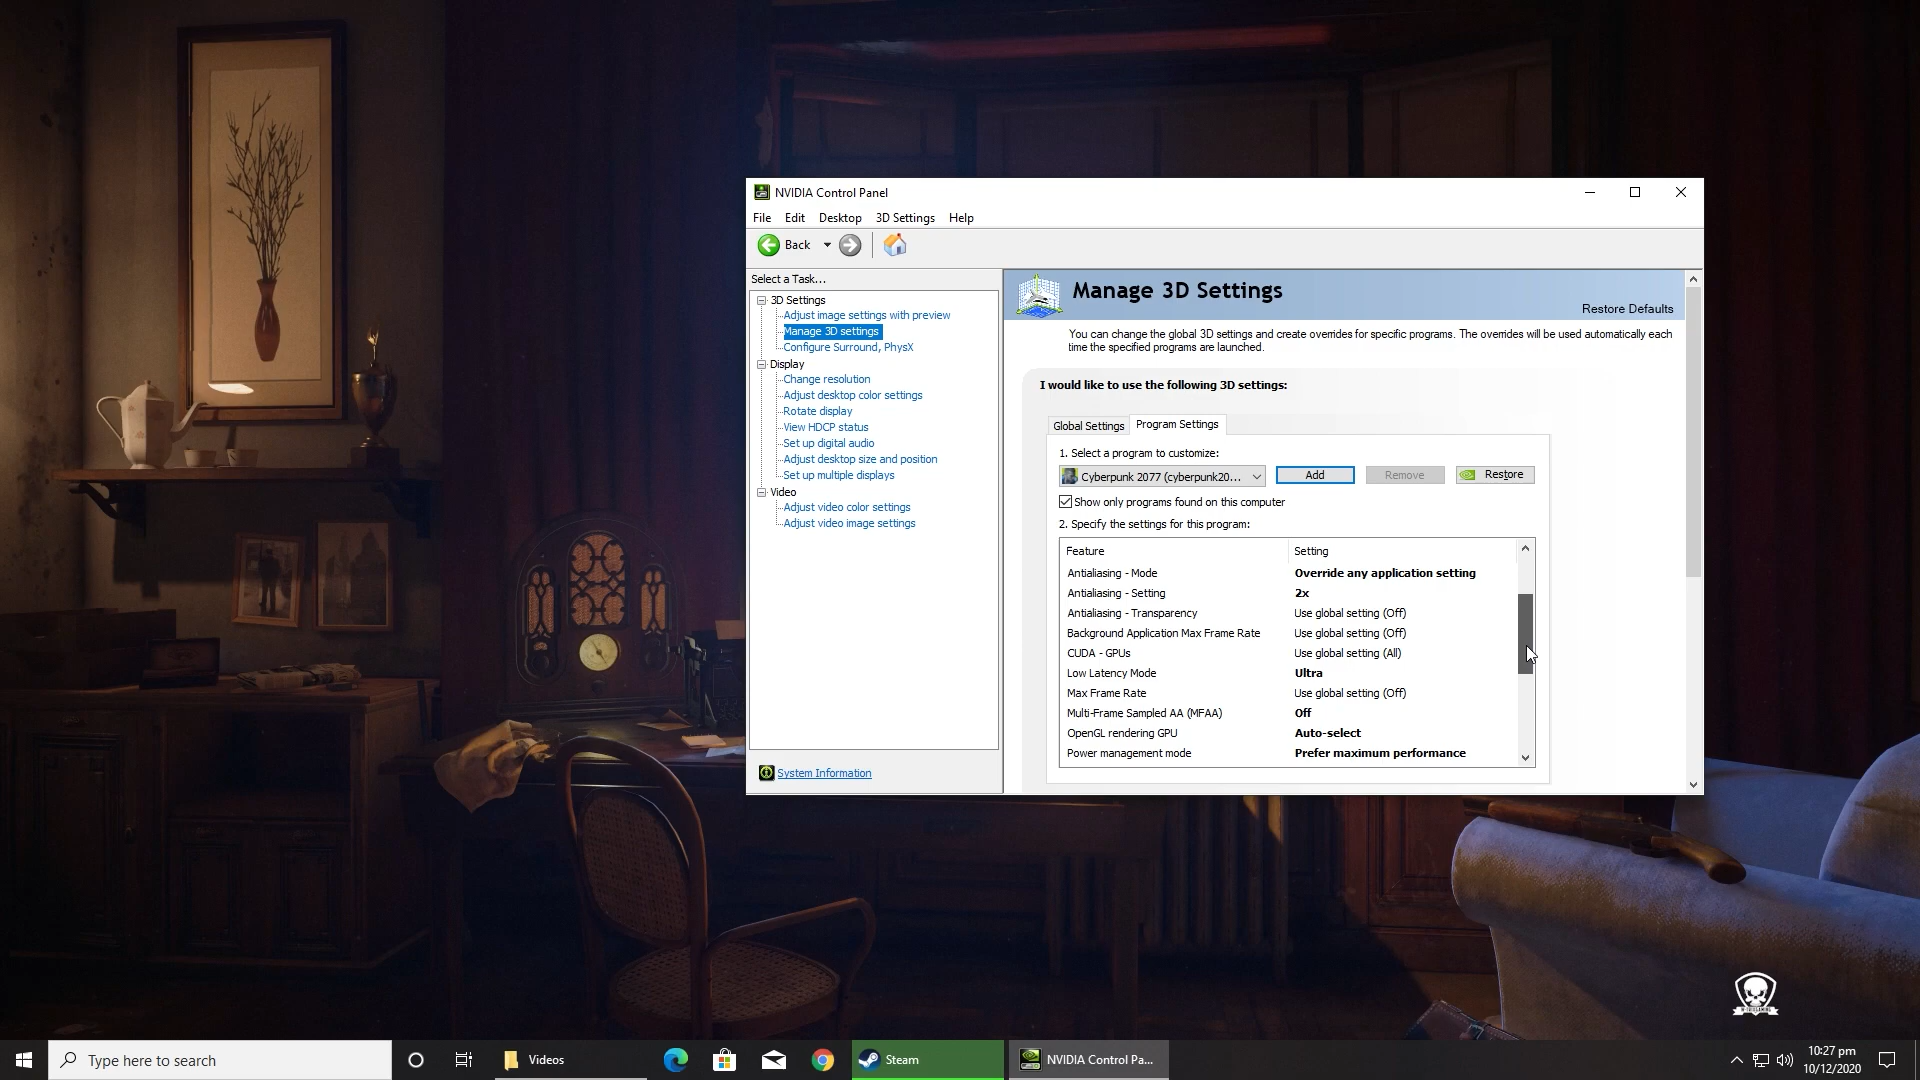 NVIDIA Control Panel
File Edit Desktop 3D Settings Help
Back
Select a Task...
3D Settings
Adjust image settings with preview
Manage 3D settings
Configure Surround, PhysX
Display
Change resolution
Adjust desktop color settings
Rotate display
View HDCP status
Set up digital audio
Adjust desktop size and position
Set up multiple displays
Video
Adjust video color settings
Adjust video image settings
System Information
Manage 3D Settings
Restore Defaults
You can change the global 3D settings and create overrides for specific programs. The overrides will be used automatically each
time the specified programs are launched.
I would like to use the following 3D settings:
Global Settings Program Settings
1. Select a program to customize:
Cyberpunk 2077 (cyberpunk20... Add Remove Restore
Show only programs found on this computer
2. Specify the settings for this program:
Feature Setting
Antialiasing - Mode Override any application setting
Antialiasing - Setting 2x
Antialiasing - Transparency Use global setting (Off)
Background Application Max Frame Rate Use global setting (Off)
CUDA - GPUs Use global setting (All)
Low Latency Mode Ultra
Max Frame Rate Use global setting (Off)
Multi-Frame Sampled AA (MFAA) Off
OpenGL rendering GPU Auto-select
Power management mode Prefer maximum performance
Type here to search
Videos
Steam
NVIDIA Control Pa...
10:27 pm
10/12/2020